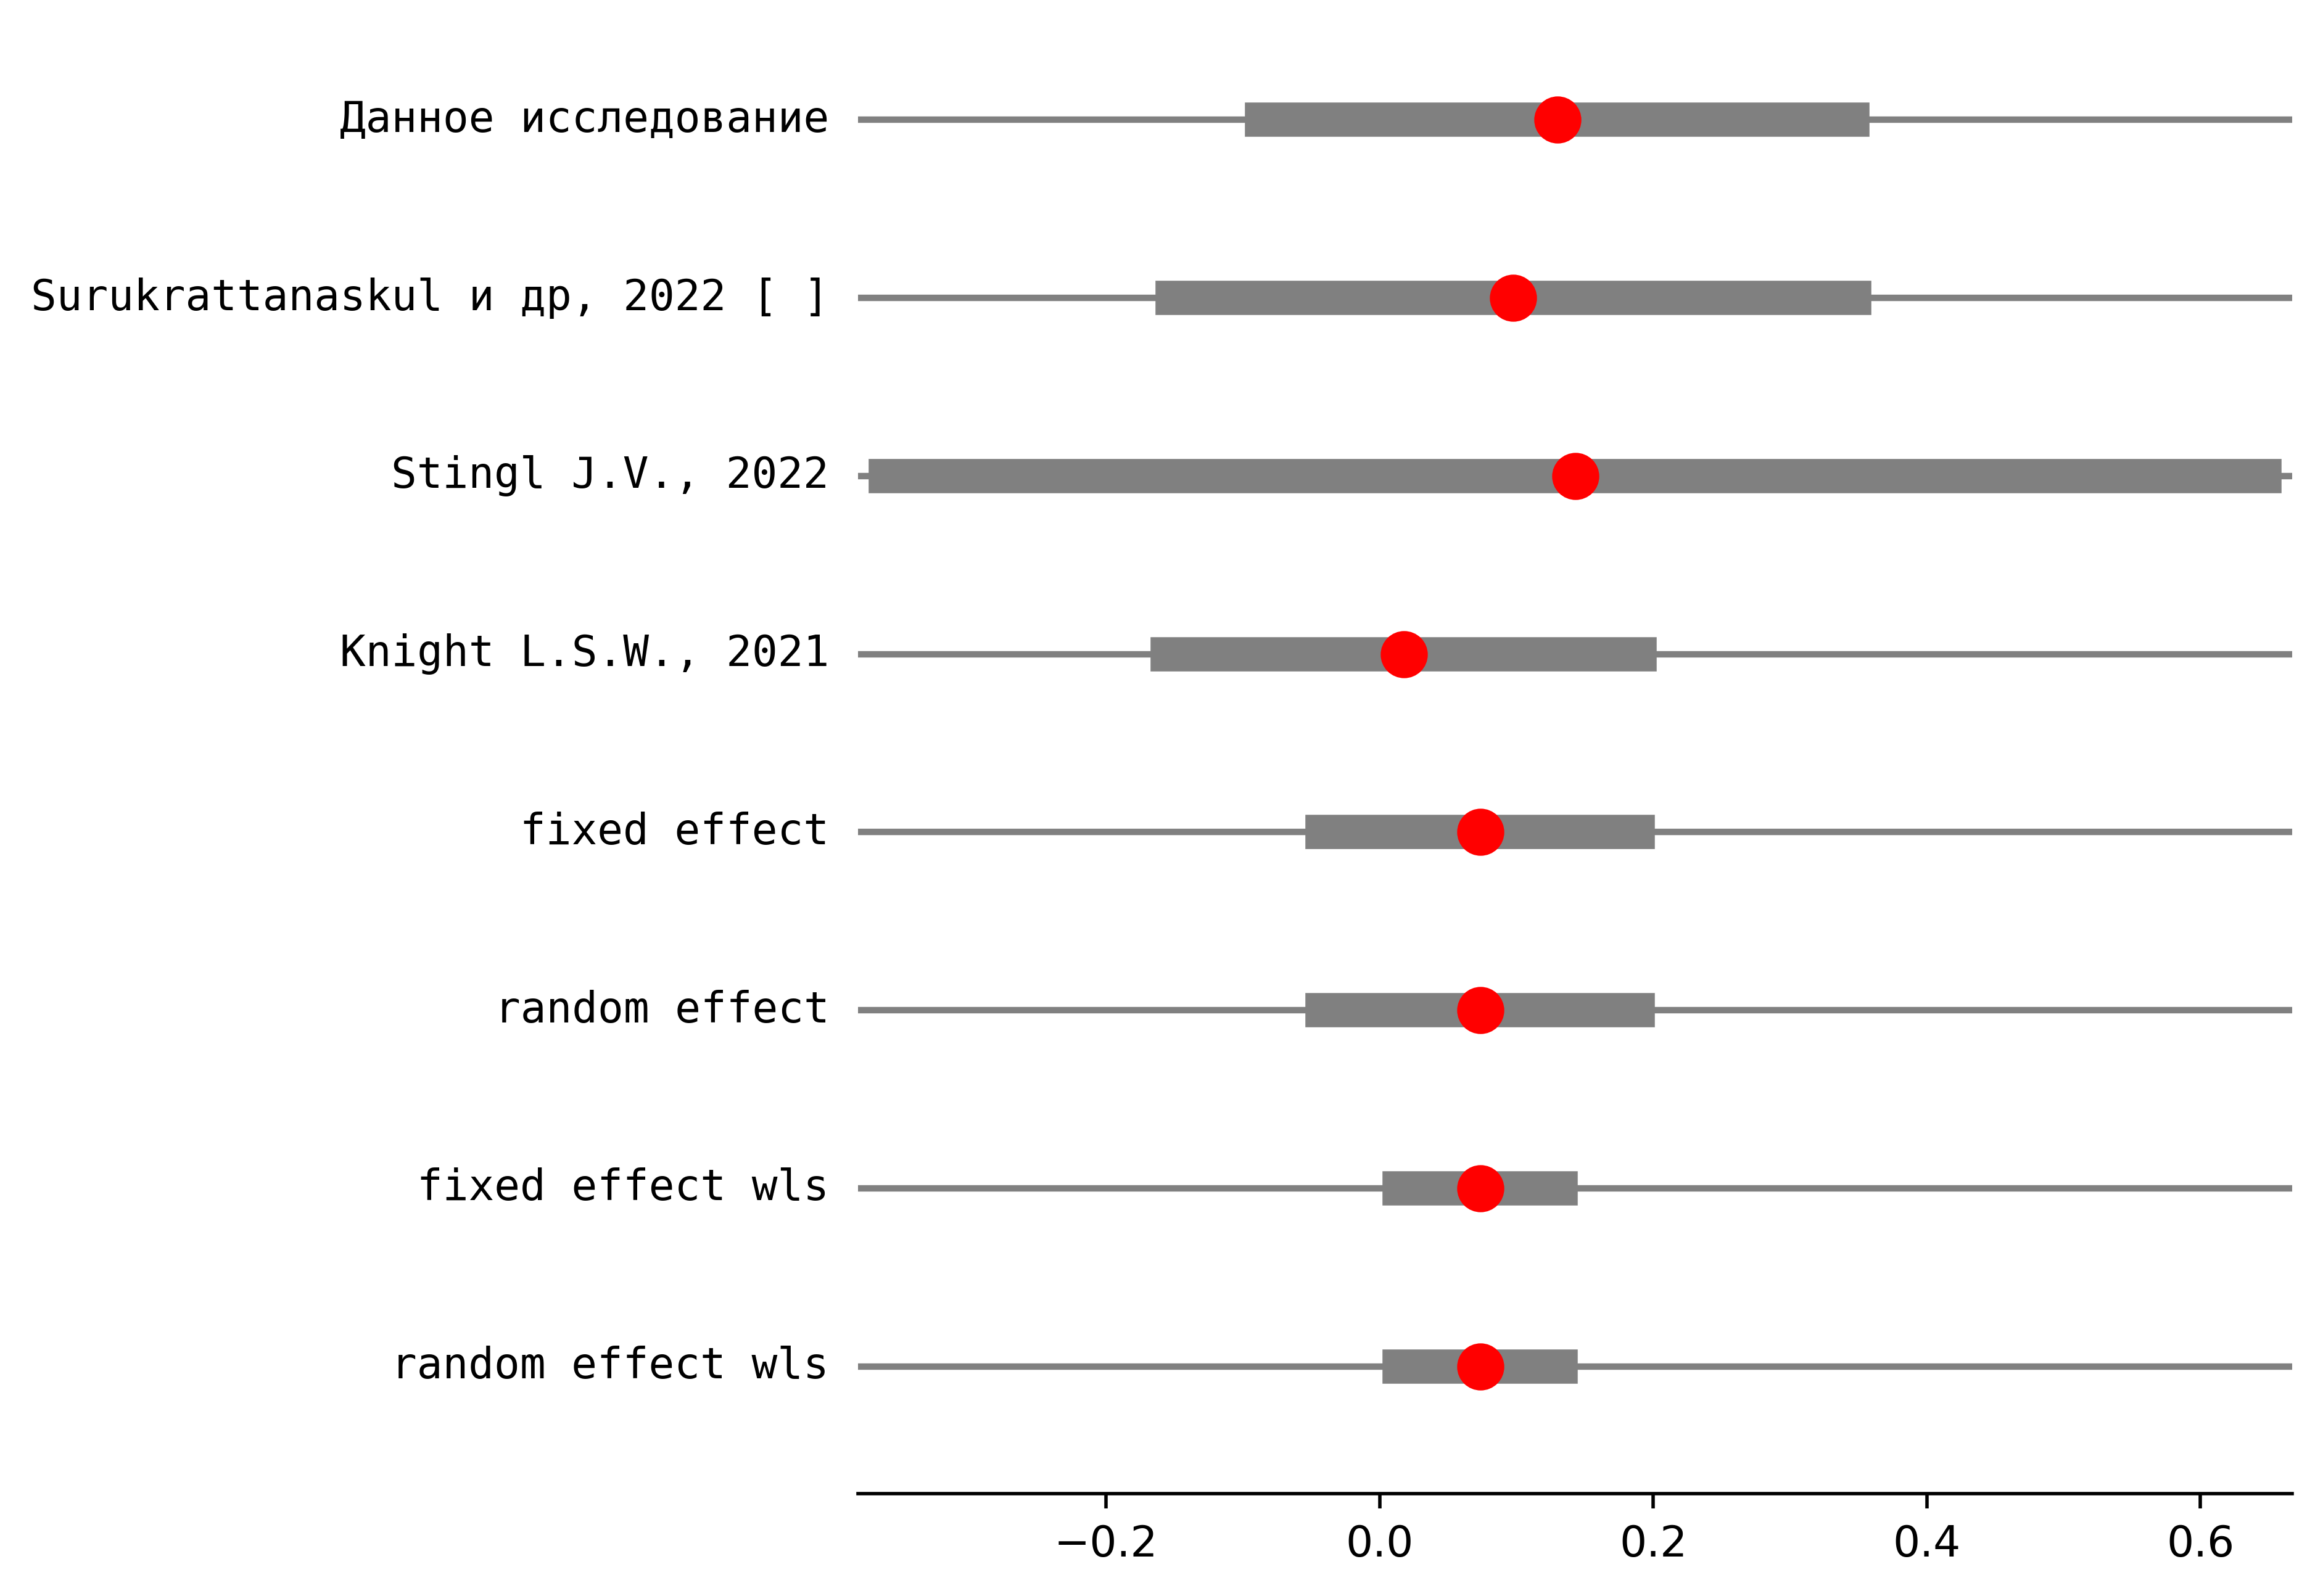 Данное исследование
Surukrattanaskul и др, 2022 [ ]
Stingl J.V., 2022
Knight L.S.W., 2021
fixed effect
random effect
fixed effect wls
random effect wls
−0.2 0.0 0.2 0.4 0.6